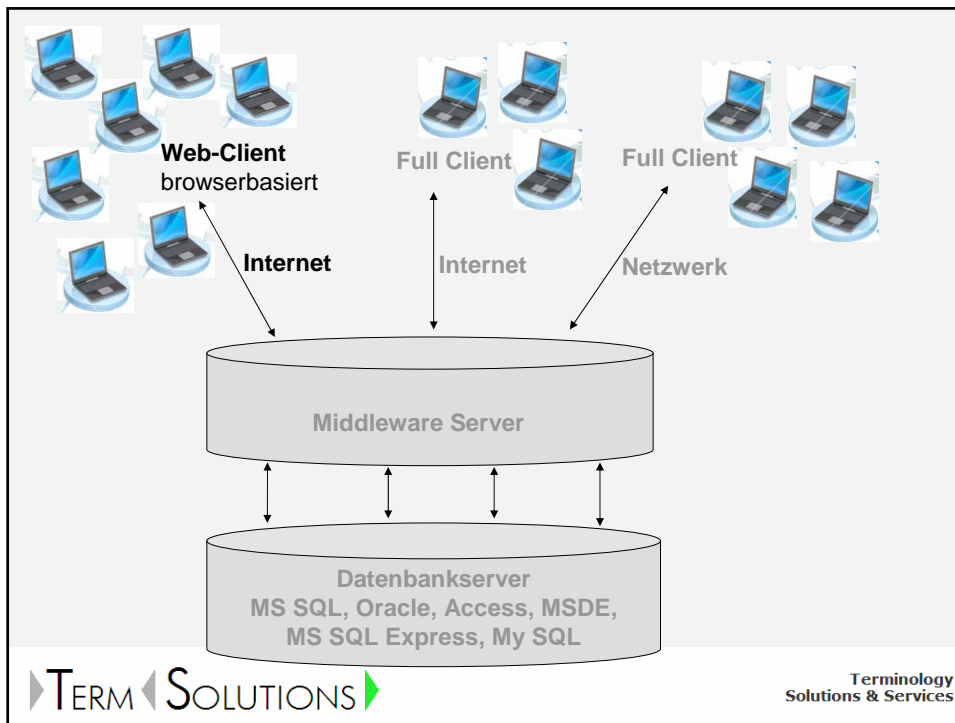 Web-Client
browserbasiert
Full Client
Full Client
Internet
Internet
Netzwerk
Middleware Server
Datenbankserver
MS SQL, Oracle, Access, MSDE,
MS SQL Express, My SQL
TERM SOLUTIONS
Terminology
Solutions & Services